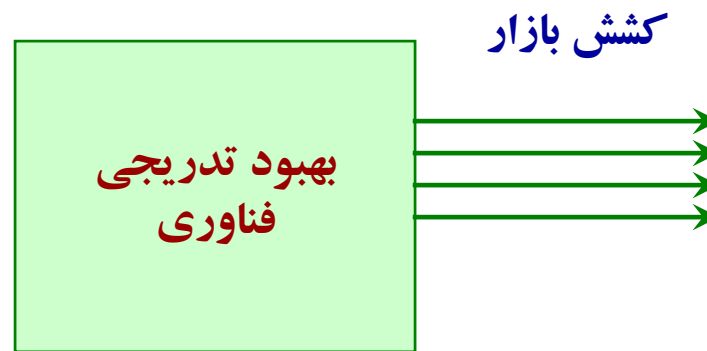 کشش بازار
بهبود تدریجی
فناوری